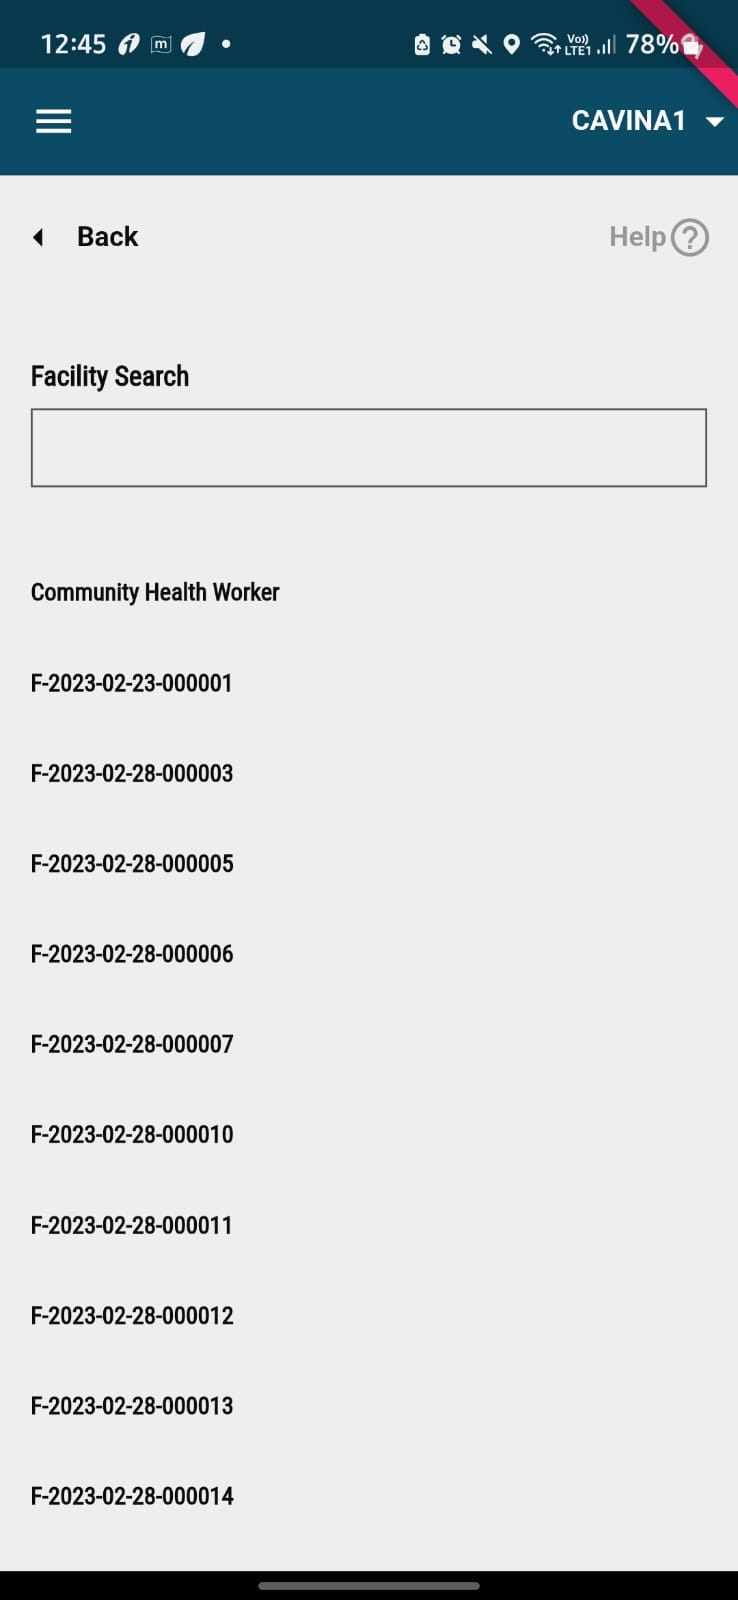 12:45 m Vo)) LTE1 78%
CAVINA1
Back Help ?
Facility Search
Community Health Worker
F-2023-02-23-000001
F-2023-02-28-000003
F-2023-02-28-000005
F-2023-02-28-000006
F-2023-02-28-000007
F-2023-02-28-000010
F-2023-02-28-000011
F-2023-02-28-000012
F-2023-02-28-000013
F-2023-02-28-000014